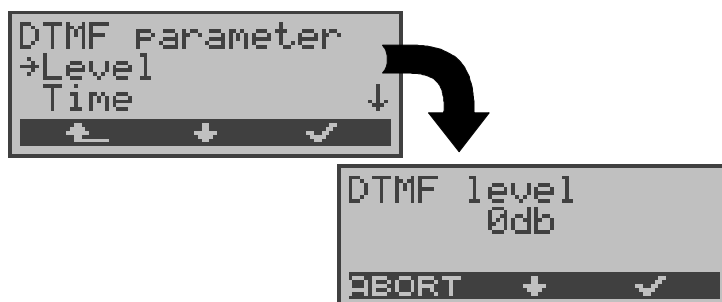 DTMF parameter
→Level
Time ↓
DTMF level
0db
ABORT